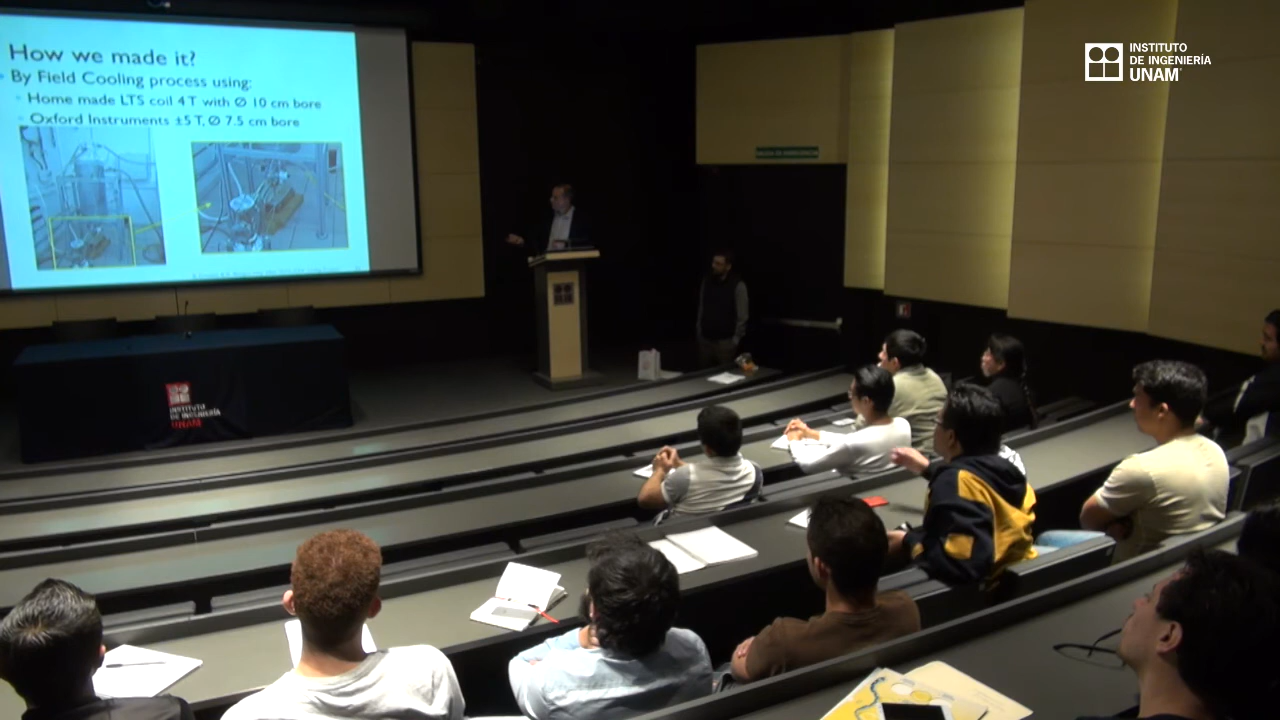 How we made it?
By Field Cooling process using:
Home made LTS coil 4 T with Ø 10 cm bore
Oxford Instruments ±5 T, Ø 7.5 cm bore
INSTITUTO
DE INGENIERÍA
UNAM
INSTITUTO
DE INGENIERÍA
UNAM